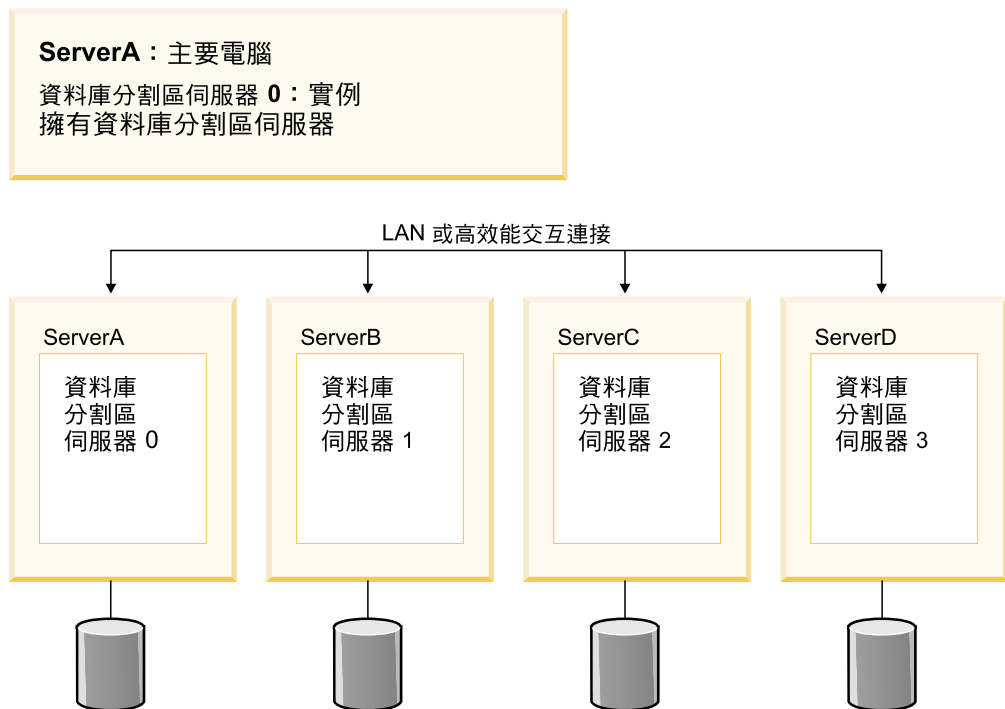 ServerA：主要電腦
資料庫分割區伺服器 0：實例
擁有資料庫分割區伺服器
LAN 或高效能交互連接
ServerA
資料庫
分割區
伺服器 0
ServerB
資料庫
分割區
伺服器 1
ServerC
資料庫
分割區
伺服器 2
ServerD
資料庫
分割區
伺服器 3